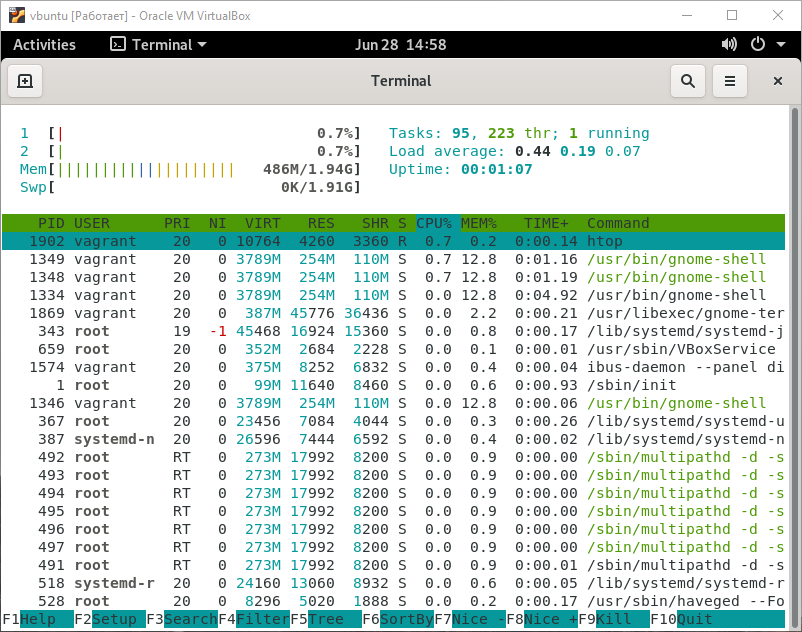 vbuntu [Работает] - Oracle VM VirtualBox
Activities Terminal Jun 28 14:58
Terminal
1 [| 0.7%] Tasks: 95, 223 thr; 1 running
2 [| 0.7%] Load average: 0.44 0.19 0.07
Mem[|||||||||||||||||||| 486M/1.94G] Uptime: 00:01:07
Swp[ 0K/1.91G]
PID USER PRI NI VIRT RES SHR S CPU% MEM% TIME+ Command
1902 vagrant 20 0 10764 4260 3360 R 0.7 0.2 0:00.14 htop
1349 vagrant 20 0 3789M 254M 110M S 0.7 12.8 0:01.16 /usr/bin/gnome-shell
1348 vagrant 20 0 3789M 254M 110M S 0.7 12.8 0:01.19 /usr/bin/gnome-shell
1334 vagrant 20 0 3789M 254M 110M S 0.0 12.8 0:04.92 /usr/bin/gnome-shell
1869 vagrant 20 0 387M 45776 36436 S 0.0 2.2 0:00.21 /usr/libexec/gnome-ter
343 root 19 -1 45468 16924 15360 S 0.0 0.8 0:00.17 /lib/systemd/systemd-j
659 root 20 0 352M 2684 2228 S 0.0 0.1 0:00.01 /usr/sbin/VBoxService
1574 vagrant 20 0 375M 8252 6832 S 0.0 0.4 0:00.04 ibus-daemon --panel di
1 root 20 0 99M 11640 8460 S 0.0 0.6 0:00.93 /sbin/init
1346 vagrant 20 0 3789M 254M 110M S 0.0 12.8 0:00.06 /usr/bin/gnome-shell
367 root 20 0 23456 7084 4044 S 0.0 0.3 0:00.26 /lib/systemd/systemd-u
387 systemd-n 20 0 26596 7444 6592 S 0.0 0.4 0:00.02 /lib/systemd/systemd-n
492 root RT 0 273M 17992 8200 S 0.0 0.9 0:00.00 /sbin/multipathd -d -s
493 root RT 0 273M 17992 8200 S 0.0 0.9 0:00.00 /sbin/multipathd -d -s
494 root RT 0 273M 17992 8200 S 0.0 0.9 0:00.00 /sbin/multipathd -d -s
495 root RT 0 273M 17992 8200 S 0.0 0.9 0:00.00 /sbin/multipathd -d -s
496 root RT 0 273M 17992 8200 S 0.0 0.9 0:00.00 /sbin/multipathd -d -s
497 root RT 0 273M 17992 8200 S 0.0 0.9 0:00.00 /sbin/multipathd -d -s
491 root RT 0 273M 17992 8200 S 0.0 0.9 0:00.01 /sbin/multipathd -d -s
518 systemd-r 20 0 24160 13060 8932 S 0.0 0.6 0:00.05 /lib/systemd/systemd-r
528 root 20 0 8296 5020 1888 S 0.0 0.2 0:00.17 /usr/sbin/haveged --Fo
F1Help F2Setup F3SearchF4FilterF5Tree F6SortByF7Nice -F8Nice +F9Kill F10Quit